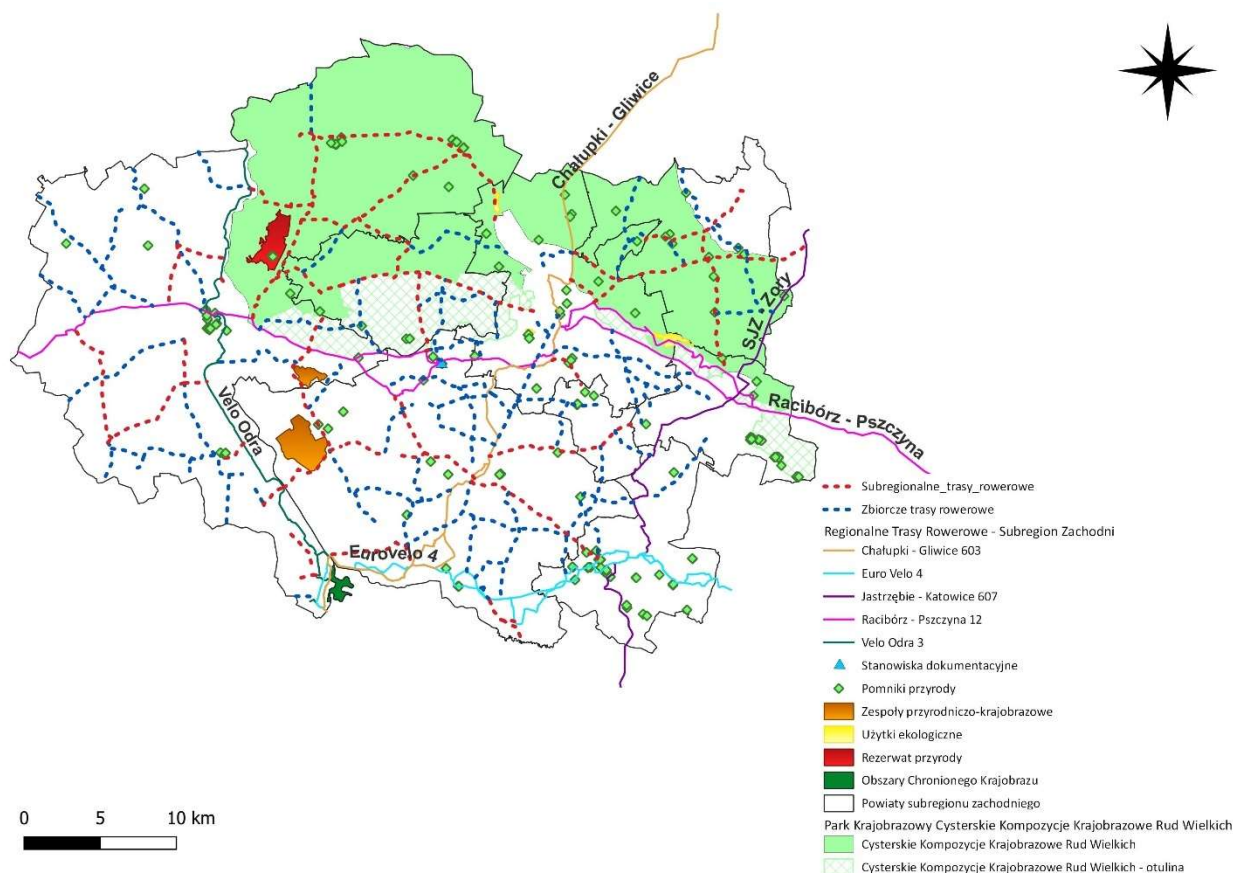 Chałupki - Gliwice
S.JZ - Żory
Racibórz - Pszczyna
Velo Odra
Eurovelo 4
Subregionalne_trasy_rowerowe
Zbiorcze trasy rowerowe
Regionalne Trasy Rowerowe - Subregion Zachodni
Chałupki - Gliwice 603
Euro Velo 4
Jastrzębie - Katowice 607
Racibórz - Pszczyna 12
Velo Odra 3
Stanowiska dokumentacyjne
Pomniki przyrody
Zespoły przyrodniczo-krajobrazowe
Użytki ekologiczne
Rezerwat przyrody
Obszary Chronionego Krajobrazu
Powiaty subregionu zachodniego
Park Krajobrazowy Cysterskie Kompozycje Krajobrazowe Rud Wielkich
Cysterskie Kompozycje Krajobrazowe Rud Wielkich
Cysterskie Kompozycje Krajobrazowe Rud Wielkich - otulina
0 5 10 km